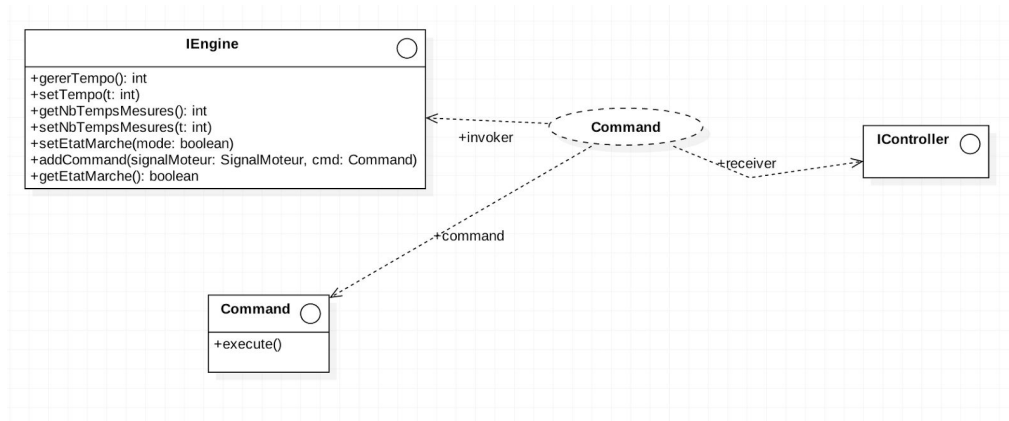 IEngine
+gererTempo(): int
+setTempo(t: int)
+getNbTempsMesures(): int
+setNbTempsMesures(t: int)
+setEtatMarche(mode: boolean)
+addCommand(signalMoteur: SignalMoteur, cmd: Command)
+getEtatMarche(): boolean
+invoker
Command
+receiver
IController
+command
Command
+execute()